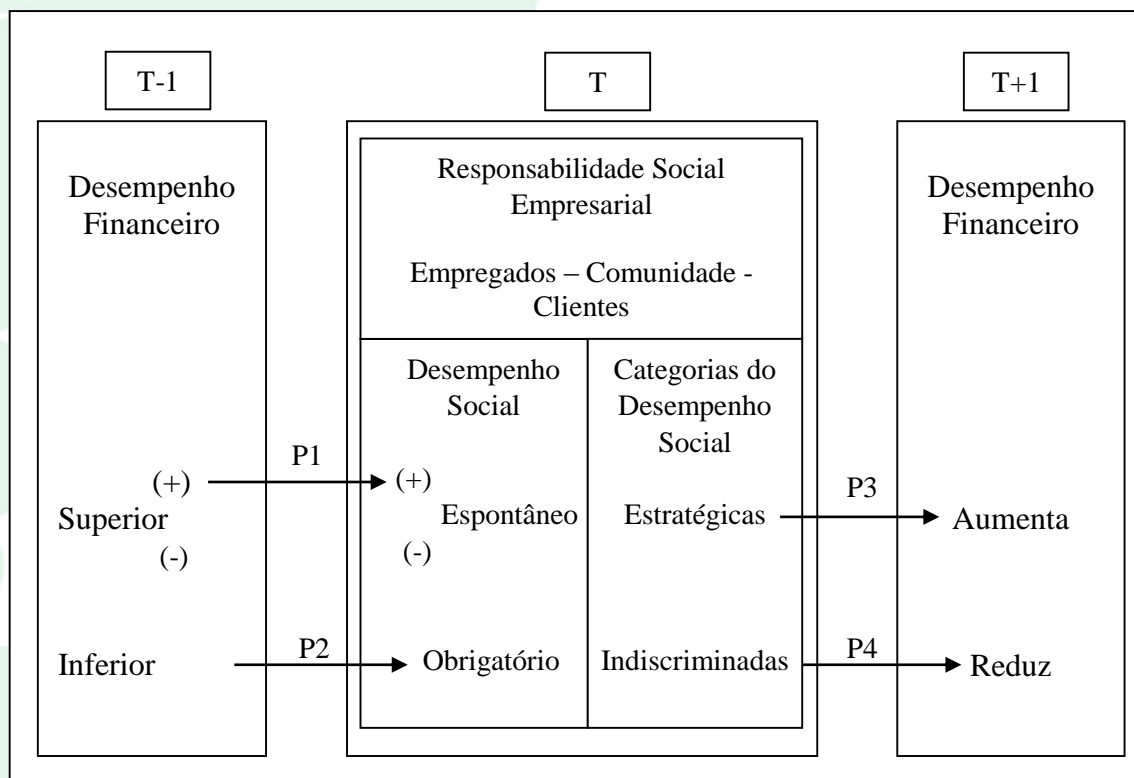 T-1
T
T+1
Desempenho
Financeiro
(+)
Superior
(-)
Inferior
P1
P2
Responsabilidade Social
Empresarial
Empregados – Comunidade -
Clientes
Desempenho
Social
(+)
Espontâneo
(-)
Obrigatório
Categorias do
Desempenho
Social
Estratégicas
Indiscriminadas
P3
P4
Desempenho
Financeiro
Aumenta
Reduz